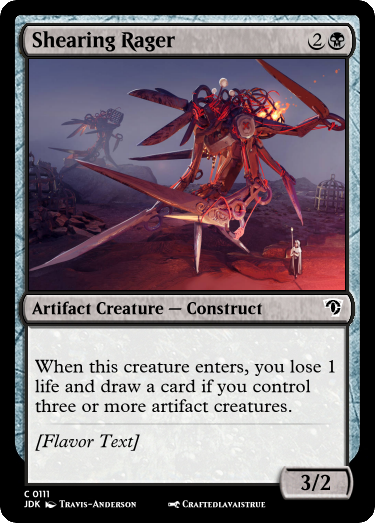 Shearing Rager 2
Artifact Creature — Construct
When this creature enters, you lose 1
life and draw a card if you control
three or more artifact creatures.
[Flavor Text]
3/2
C 0111
JDK Travis-Anderson Craftedlavaistrue